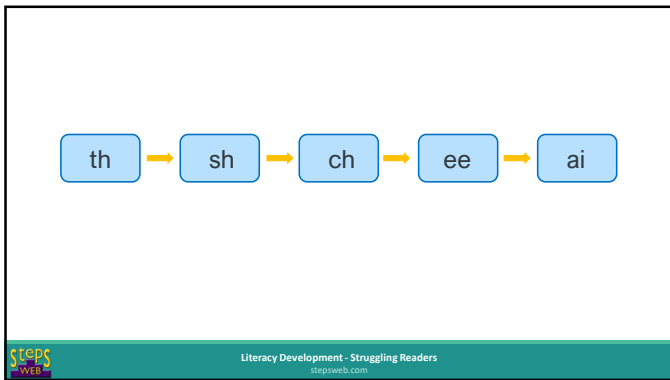 th sh ch ee ai
StepS
WEB
Literacy Development - Struggling Readers
stepsweb.com